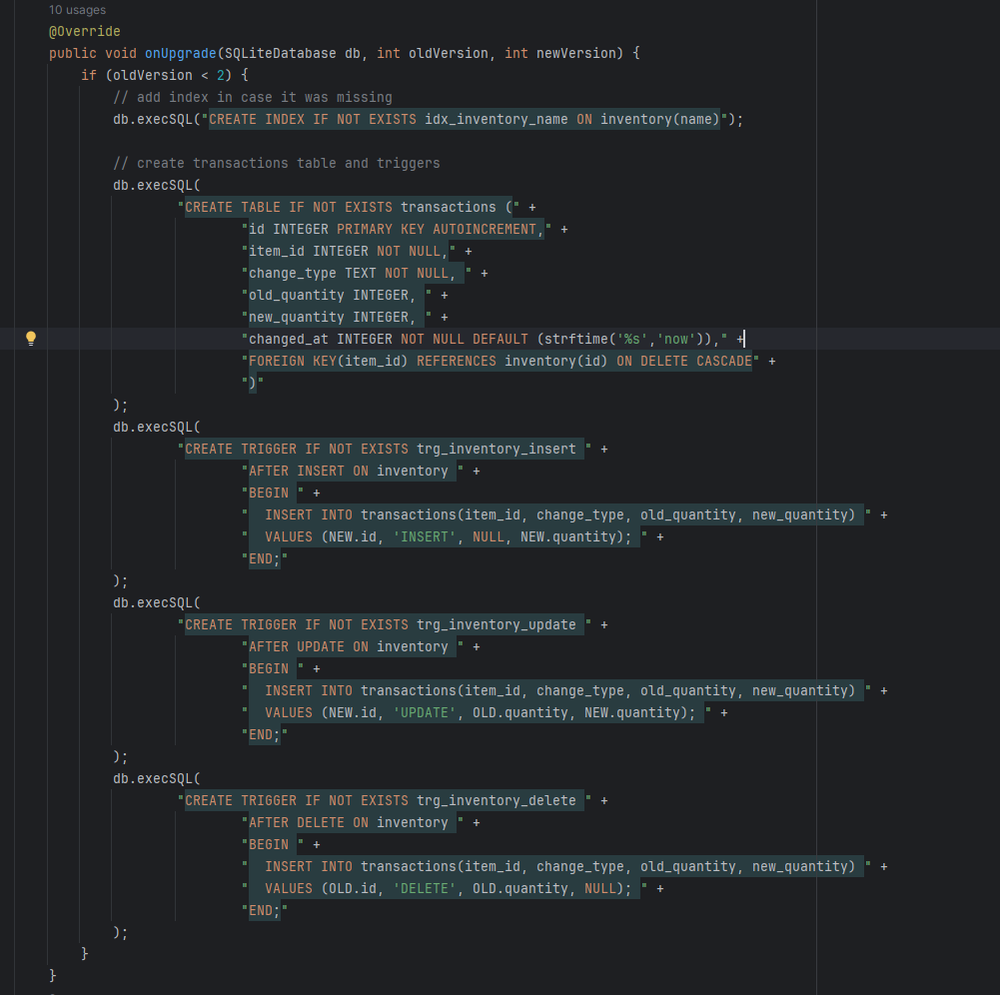 10 usages
@Override
public void onUpgrade(SQLiteDatabase db, int oldVersion, int newVersion) {
    if (oldVersion < 2) {
        // add index in case it was missing
        db.execSQL("CREATE INDEX IF NOT EXISTS idx_inventory_name ON inventory(name)");

        // create transactions table and triggers
        db.execSQL(
                "CREATE TABLE IF NOT EXISTS transactions (" +
                        "id INTEGER PRIMARY KEY AUTOINCREMENT," +
                        "item_id INTEGER NOT NULL," +
                        "change_type TEXT NOT NULL, " +
                        "old_quantity INTEGER, " +
                        "new_quantity INTEGER, " +
                        "changed_at INTEGER NOT NULL DEFAULT (strftime('%s','now'))," +
                        "FOREIGN KEY(item_id) REFERENCES inventory(id) ON DELETE CASCADE" +
                        ")"
        );
        db.execSQL(
                "CREATE TRIGGER IF NOT EXISTS trg_inventory_insert " +
                        "AFTER INSERT ON inventory " +
                        "BEGIN " +
                        "  INSERT INTO transactions(item_id, change_type, old_quantity, new_quantity) " +
                        "  VALUES (NEW.id, 'INSERT', NULL, NEW.quantity); " +
                        "END;"
        );
        db.execSQL(
                "CREATE TRIGGER IF NOT EXISTS trg_inventory_update " +
                        "AFTER UPDATE ON inventory " +
                        "BEGIN " +
                        "  INSERT INTO transactions(item_id, change_type, old_quantity, new_quantity) " +
                        "  VALUES (NEW.id, 'UPDATE', OLD.quantity, NEW.quantity); " +
                        "END;"
        );
        db.execSQL(
                "CREATE TRIGGER IF NOT EXISTS trg_inventory_delete " +
                        "AFTER DELETE ON inventory " +
                        "BEGIN " +
                        "  INSERT INTO transactions(item_id, change_type, old_quantity, new_quantity) " +
                        "  VALUES (OLD.id, 'DELETE', OLD.quantity, NULL); " +
                        "END;"
        );
    }
}